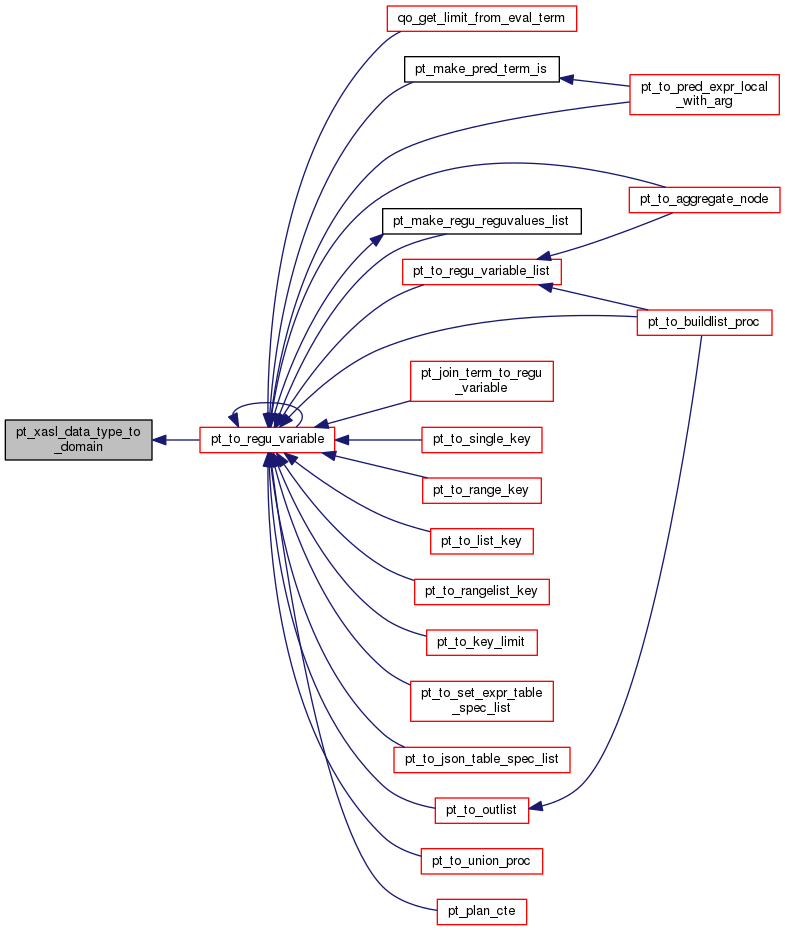 qo_get_limit_from_eval_term
pt_make_pred_term_is
pt_to_pred_expr_local
_with_arg
pt_to_aggregate_node
pt_make_regu_reguvalues_list
pt_to_regu_variable_list
pt_to_buildlist_proc
pt_join_term_to_regu
_variable
pt_xasl_data_type_to
_domain
pt_to_regu_variable
pt_to_single_key
pt_to_range_key
pt_to_list_key
pt_to_rangelist_key
pt_to_key_limit
pt_to_set_expr_table
_spec_list
pt_to_json_table_spec_list
pt_to_outlist
pt_to_union_proc
pt_plan_cte